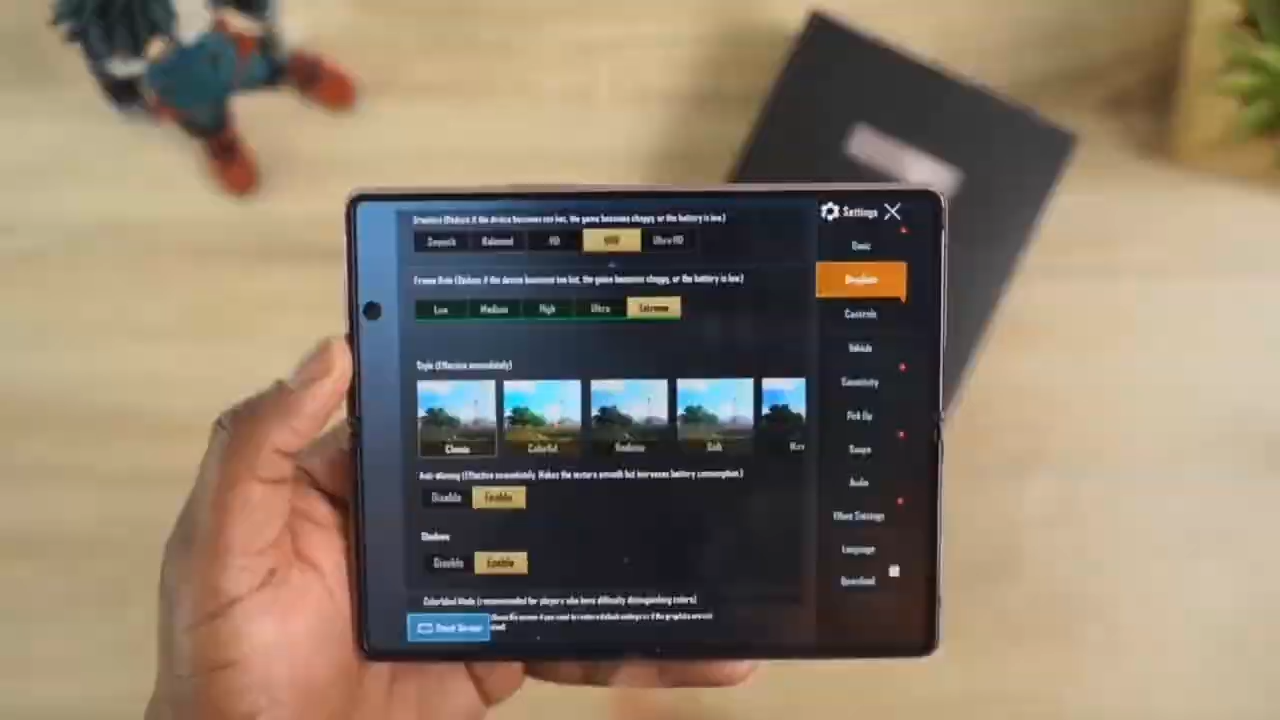 Settings
Graphics (Reduce if the device becomes too hot, the game becomes choppy, or the battery is low)
Smooth Balanced HD HDR Ultra HD
Basic
Frame Rate (Reduce if the device becomes too hot, the game becomes choppy, or the battery is low)
Graphics
Low Medium High Ultra Extreme
Controls
Vehicle
Style (Effective immediately)
Sensitivity
Pick Up
Classic Colorful Realistic Soft
Scope
Anti-aliasing (Effective immediately. Makes the texture smooth but increases battery consumption.)
Audio
Disable Enable
Language
Shadows
Disable Enable
Download
Colorblind Mode (recommended for players who have difficulty distinguishing colors)